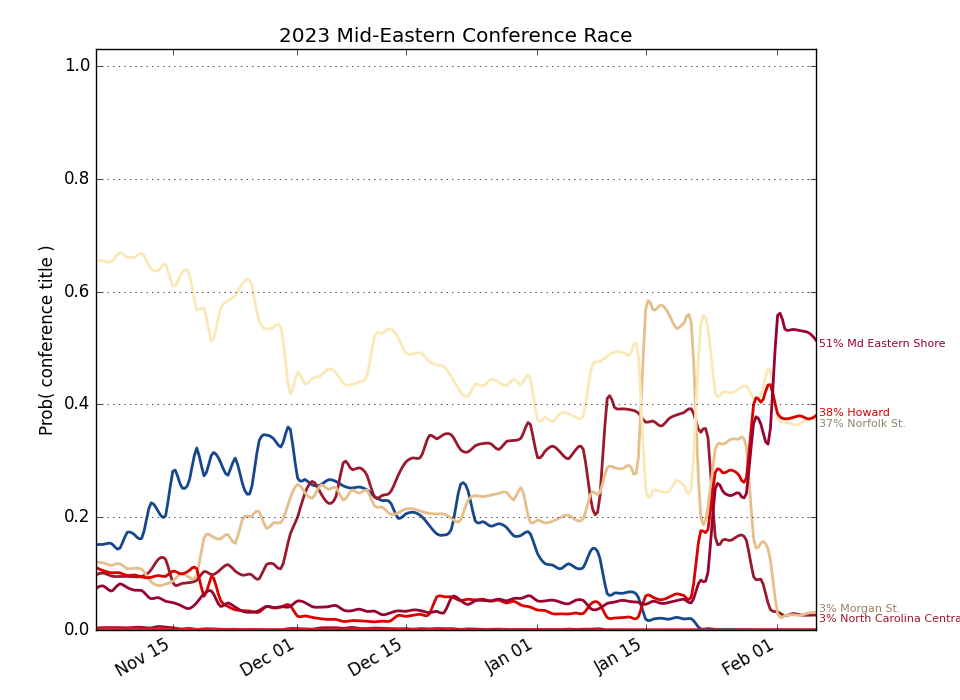 2023 Mid-Eastern Conference Race
Prob( conference title )
1.0
0.8
0.6
0.4
0.2
0.0
51% Md Eastern Shore
38% Howard
37% Norfolk St.
3% Morgan St.
3% North Carolina Centra
Nov 15
Dec 01
Dec 15
Jan 01
Jan 15
Feb 01